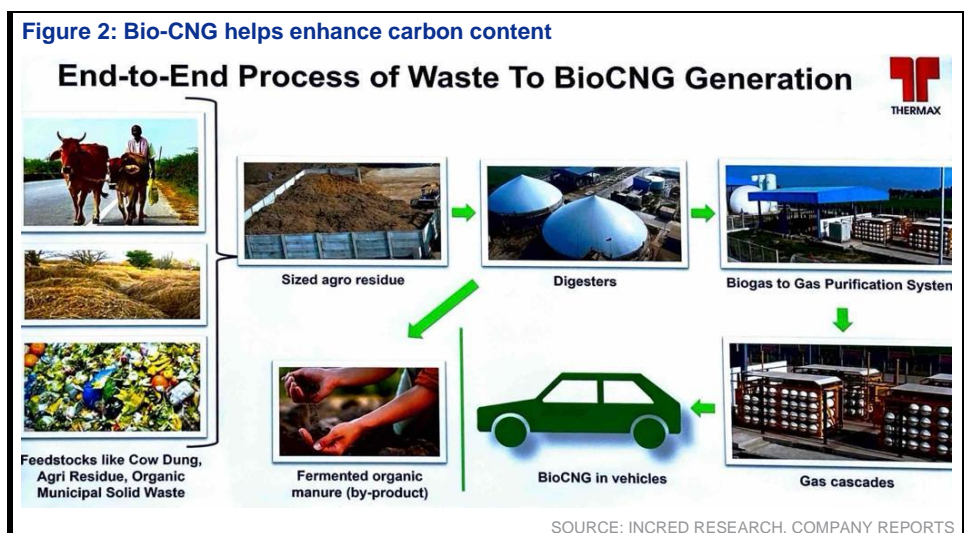 Figure 2: Bio-CNG helps enhance carbon content
End-to-End Process of Waste To BioCNG Generation
THERMAX
Sized agro residue
Digesters
Biogas to Gas Purification System
Feedstocks like Cow Dung,
Agri Residue, Organic
Municipal Solid Waste
Fermented organic
manure (by-product)
BioCNG in vehicles
Gas cascades
SOURCE: INCRED RESEARCH, COMPANY REPORTS